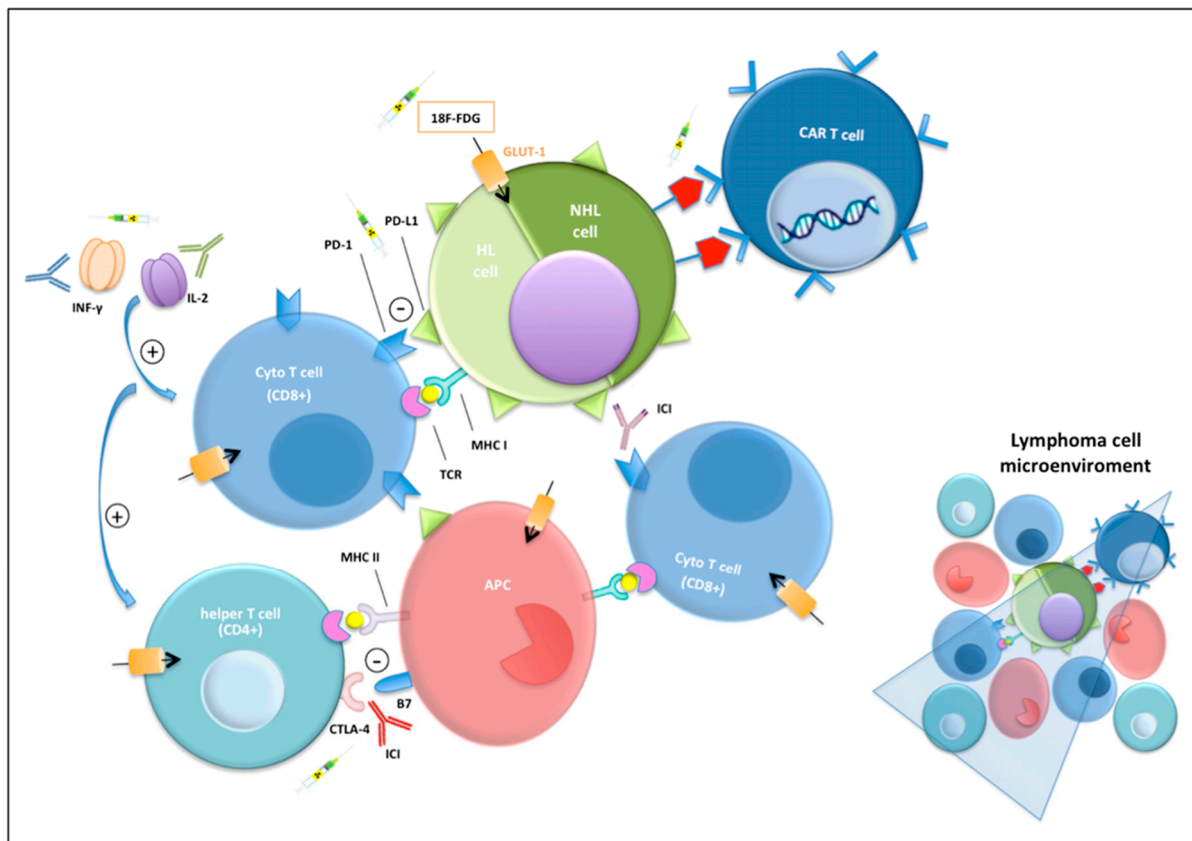 18F-FDG
GLUT-1
CAR T cell
NHL
cell
HL
cell
PD-L1
PD-1
INF-γ
IL-2
+
−
Cyto T cell
(CD8+)
MHC I
TCR
ICI
Lymphoma cell
microenviroment
+
MHC II
APC
Cyto T cell
(CD8+)
helper T cell
(CD4+)
−
B7
CTLA-4
ICI